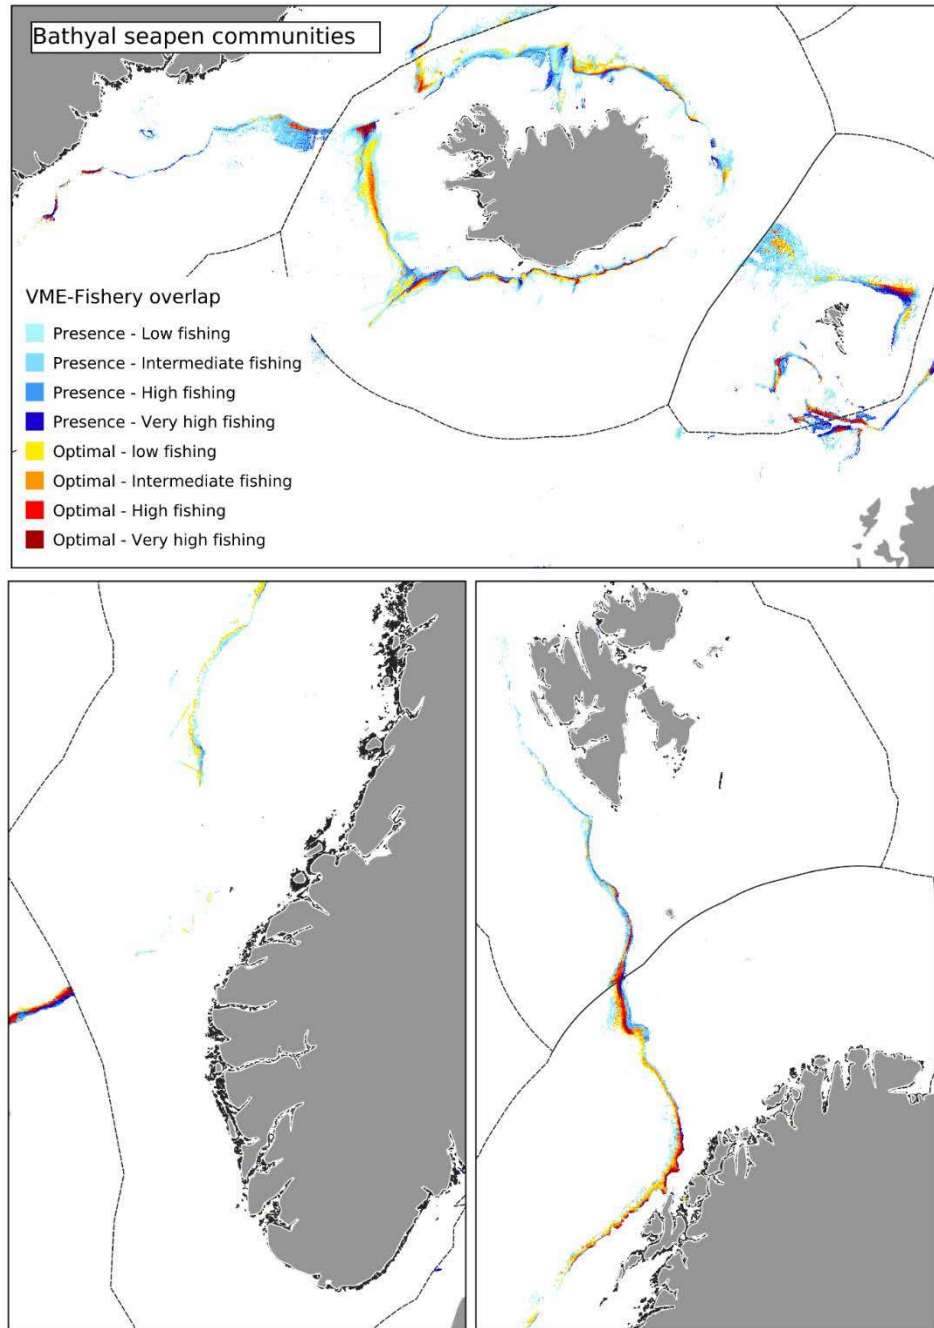 Bathyal seapen communities
VME-Fishery overlap
Presence - Low fishing
Presence - Intermediate fishing
Presence - High fishing
Presence - Very high fishing
Optimal - low fishing
Optimal - Intermediate fishing
Optimal - High fishing
Optimal - Very high fishing